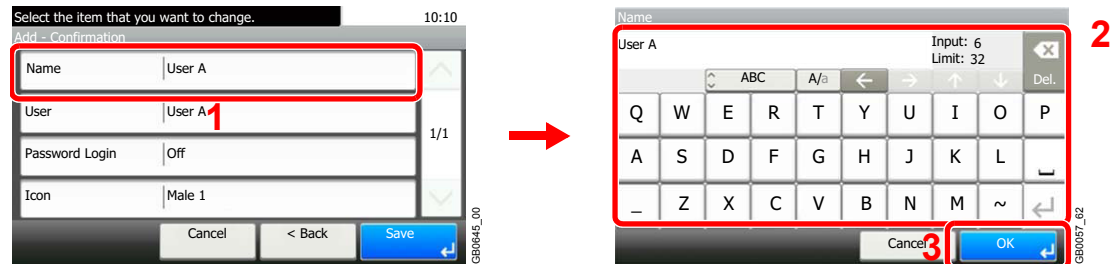 Select the item that you want to change. 10:10
Add - Confirmation
Name User A
User User A
1
1/1
Password Login Off
Icon Male 1
Cancel < Back Save
GB0645_00
Name
2
User A Input: 6
Limit: 32
ABC A/a ← → ↑ ↓ Del.
Q W E R T Y U I O P
A S D F G H J K L
_ Z X C V B N M ~
Cancel 3 OK
GB0057_62